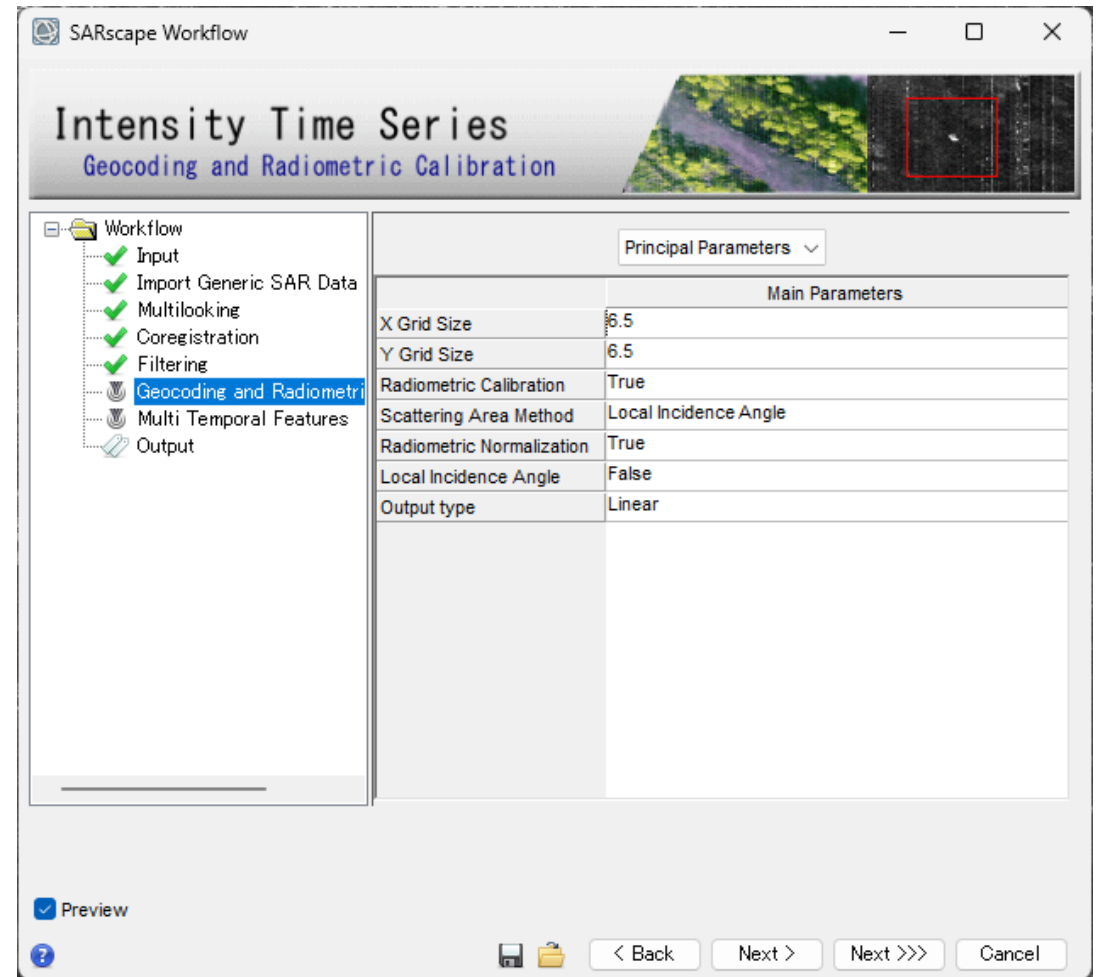 SARscape Workflow
Intensity Time Series
Geocoding and Radiometric Calibration
Workflow
Input
Import Generic SAR Data
Multilooking
Coregistration
Filtering
Geocoding and Radiometri
Multi Temporal Features
Output
Principal Parameters
Main Parameters
X Grid Size 6.5
Y Grid Size 6.5
Radiometric Calibration True
Scattering Area Method Local Incidence Angle
Radiometric Normalization True
Local Incidence Angle False
Output type Linear
Preview
? < Back Next > Next >>> Cancel